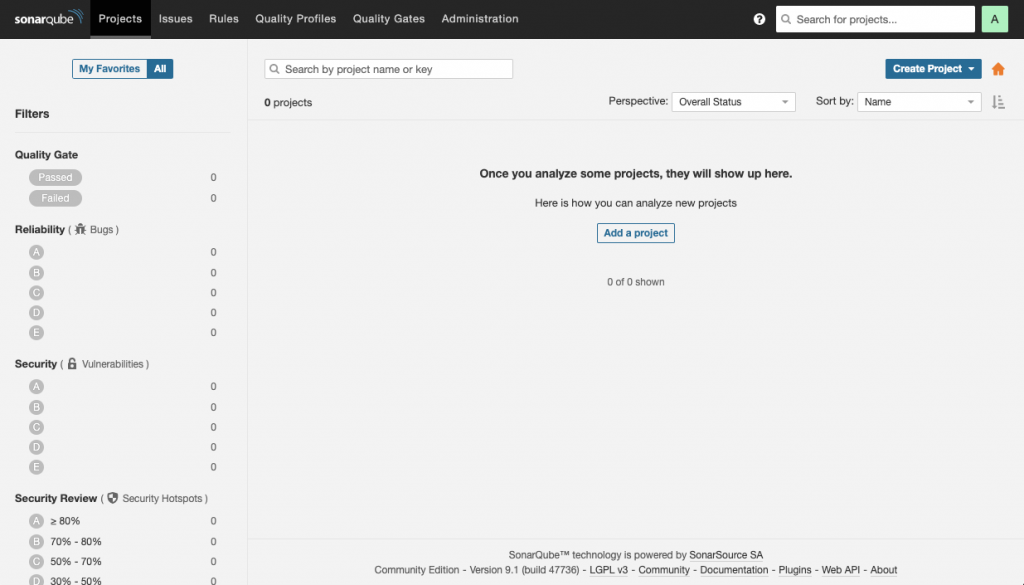 sonarqube Projects Issues Rules Quality Profiles Quality Gates Administration ? Search for projects... A
My Favorites All
Search by project name or key
Create Project
0 projects
Perspective: Overall Status
Sort by: Name
Filters
Quality Gate
Passed 0
Failed 0
Reliability ( Bugs )
A 0
B 0
C 0
D 0
E 0
Security ( Vulnerabilities )
A 0
B 0
C 0
D 0
E 0
Security Review ( Security Hotspots )
A ≥ 80% 0
B 70% - 80% 0
C 50% - 70% 0
D 30% - 50% 0
Once you analyze some projects, they will show up here.
Here is how you can analyze new projects
Add a project
0 of 0 shown
SonarQube™ technology is powered by SonarSource SA
Community Edition - Version 9.1 (build 47736) - LGPL v3 - Community - Documentation - Plugins - Web API - About